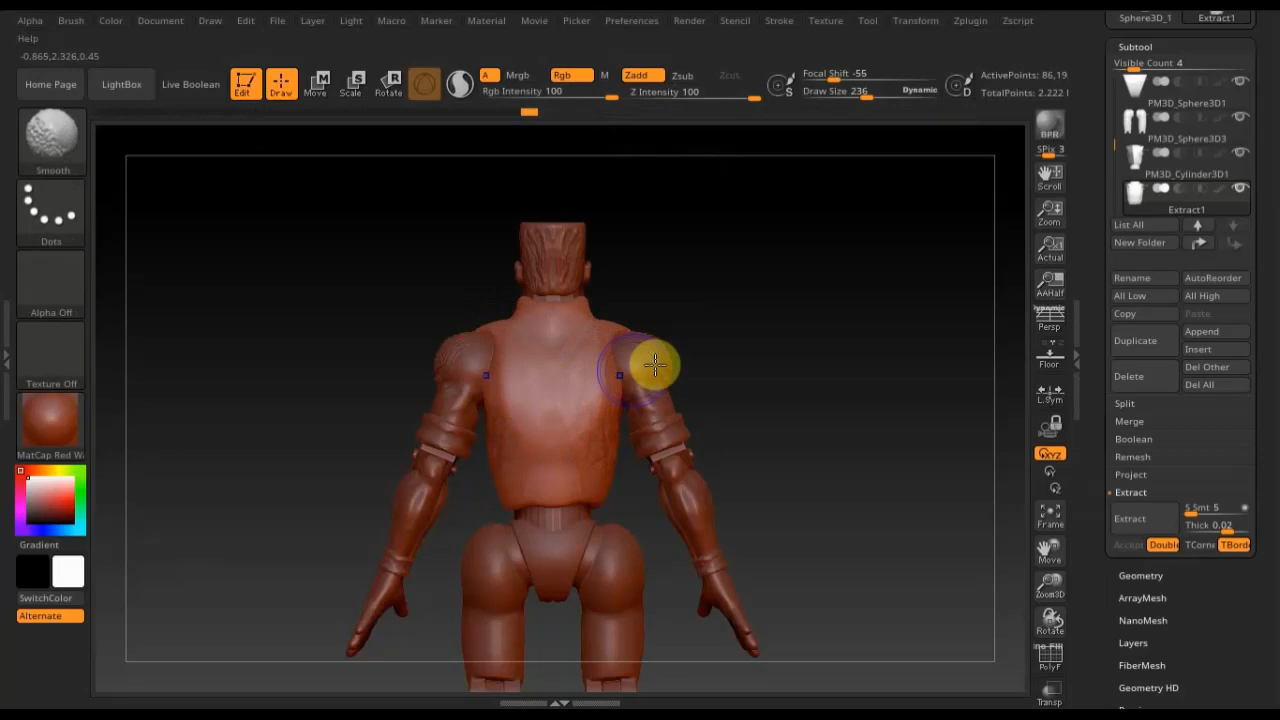 Alpha Brush Color Document Draw Edit File Layer Light Macro Marker Material Movie Picker Preferences Render Stencil Stroke Texture Tool Transform Zplugin Zscript
Sphere3D_1 Extract1
Help
-0.865,2.326,0.45
Home Page LightBox Live Boolean Edit Draw Move Scale Rotate
A Mrgb Rgb M
Rgb Intensity 100
Zadd Zsub Zcut
Z Intensity 100
S Focal Shift -55
Draw Size 236 Dynamic
D ActivePoints: 86,19
TotalPoints: 2.222
Smooth
Dots
Alpha Off
Texture Off
MatCap Red W
Gradient
SwitchColor
Alternate
BPR
SPix 3
Scroll
Zoom
Actual
AAHalf
Dynamic
Persp
Floor
L.Sym
XYZ
Y
Z
Frame
Move
Zoom3D
Rotate
PolyF
Transp
Subtool
Visible Count 4
PM3D_Sphere3D1
PM3D_Sphere3D3
PM3D_Cylinder3D1
Extract1
List All
New Folder
Rename AutoReorder
All Low All High
Copy Paste
Duplicate Append
Insert
Delete Del Other
Del All
Split
Merge
Boolean
Remesh
Project
Extract
Extract S Smt 5
Thick 0.02
Accept Double TCorne TBorde
Geometry
ArrayMesh
NanoMesh
Layers
FiberMesh
Geometry HD